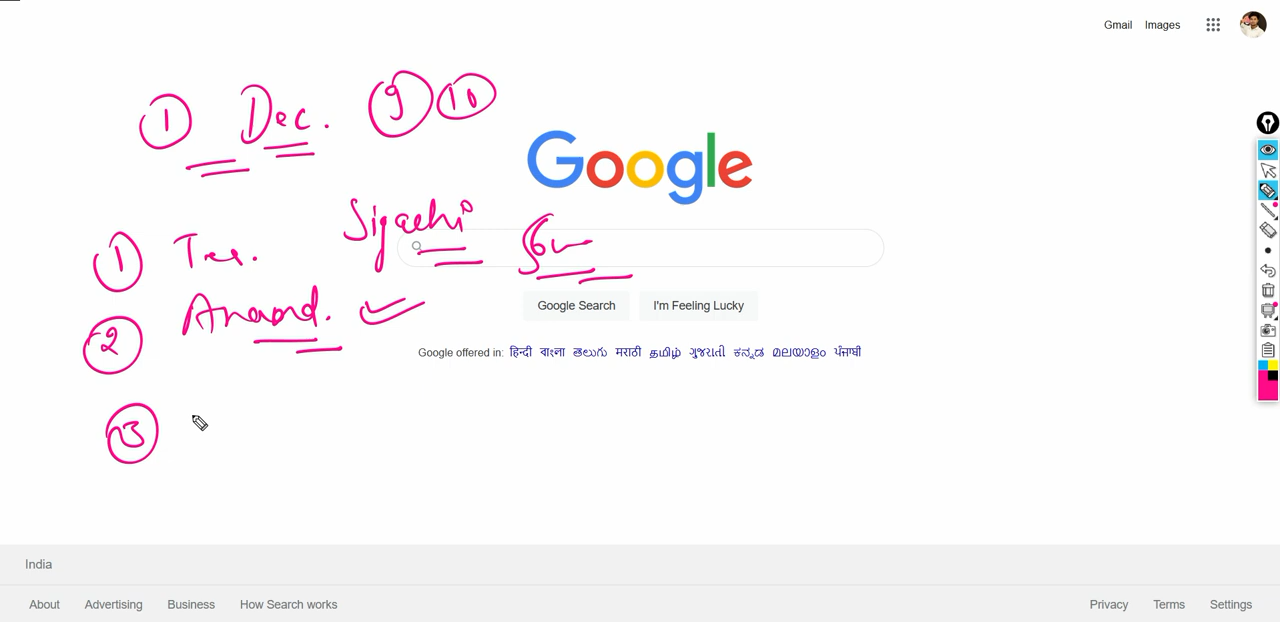 Gmail Images
① Dec. ⑨ ⑩
Google
Sigachi
①
② Anand.
Google Search I'm Feeling Lucky
Google offered in: हिन्दी বাংলা తెలుగు मराठी தமிழ் ગુજરાતી ಕನ್ನಡ മലയാളം ਪੰਜਾਬੀ
③
India
About Advertising Business How Search works Privacy Terms Settings